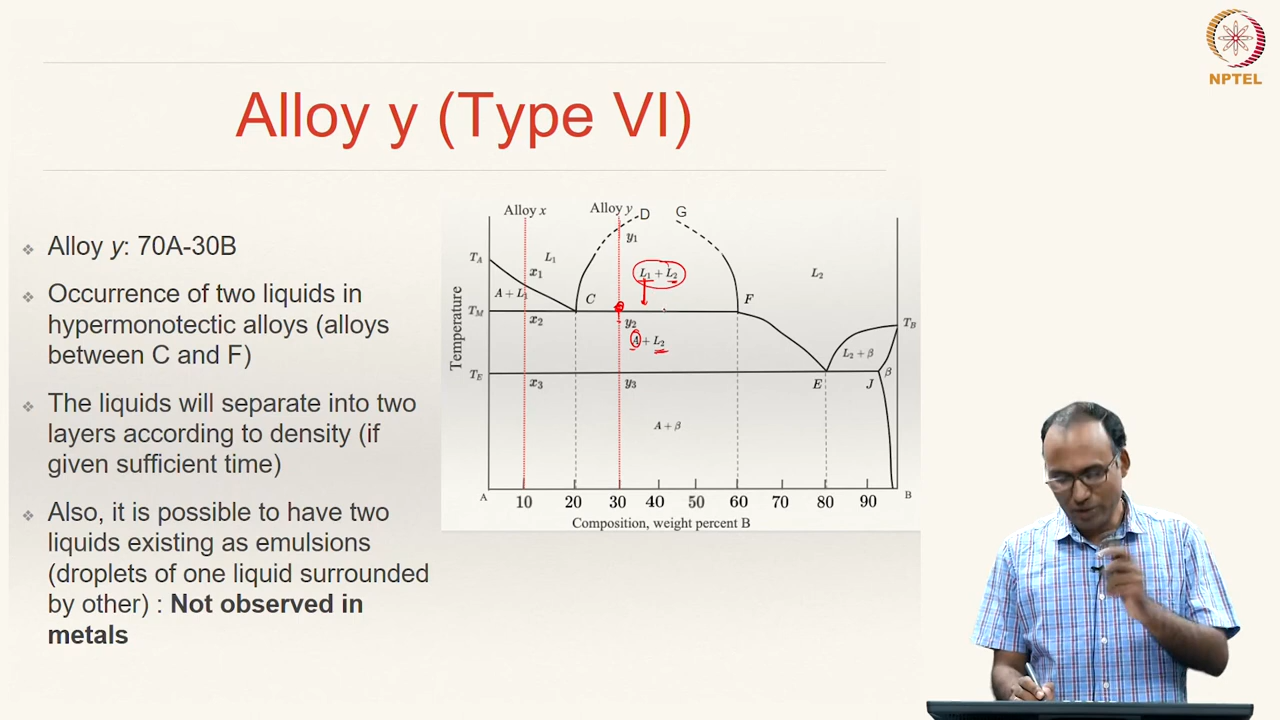 NPTEL
Alloy y (Type VI)
Alloy y: 70A-30B
Occurrence of two liquids in
hypermonotectic alloys (alloys
between C and F)
The liquids will separate into two
layers according to density (if
given sufficient time)
Also, it is possible to have two
liquids existing as emulsions
(droplets of one liquid surrounded
by other) : Not observed in
metals
Alloy x
Alloy y
D
G
y₁
T_A
L₁
x₁
L₁ + L₂
L₂
A + L₁
C
F
T_M
x₂
y₂
T_B
A + L₂
L₂ + β
T_E
x₃
y₃
E
J
β
A + β
Temperature
A
10 20 30 40 50 60 70 80 90
B
Composition, weight percent B